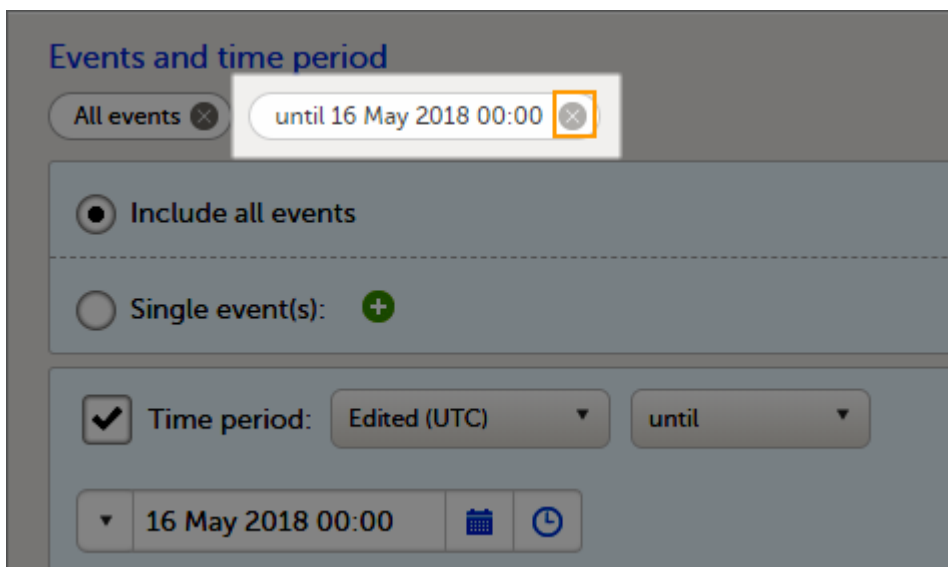 Events and time period
All events until 16 May 2018 00:00
Include all events
Single event(s):
Time period: Edited (UTC) until
16 May 2018 00:00